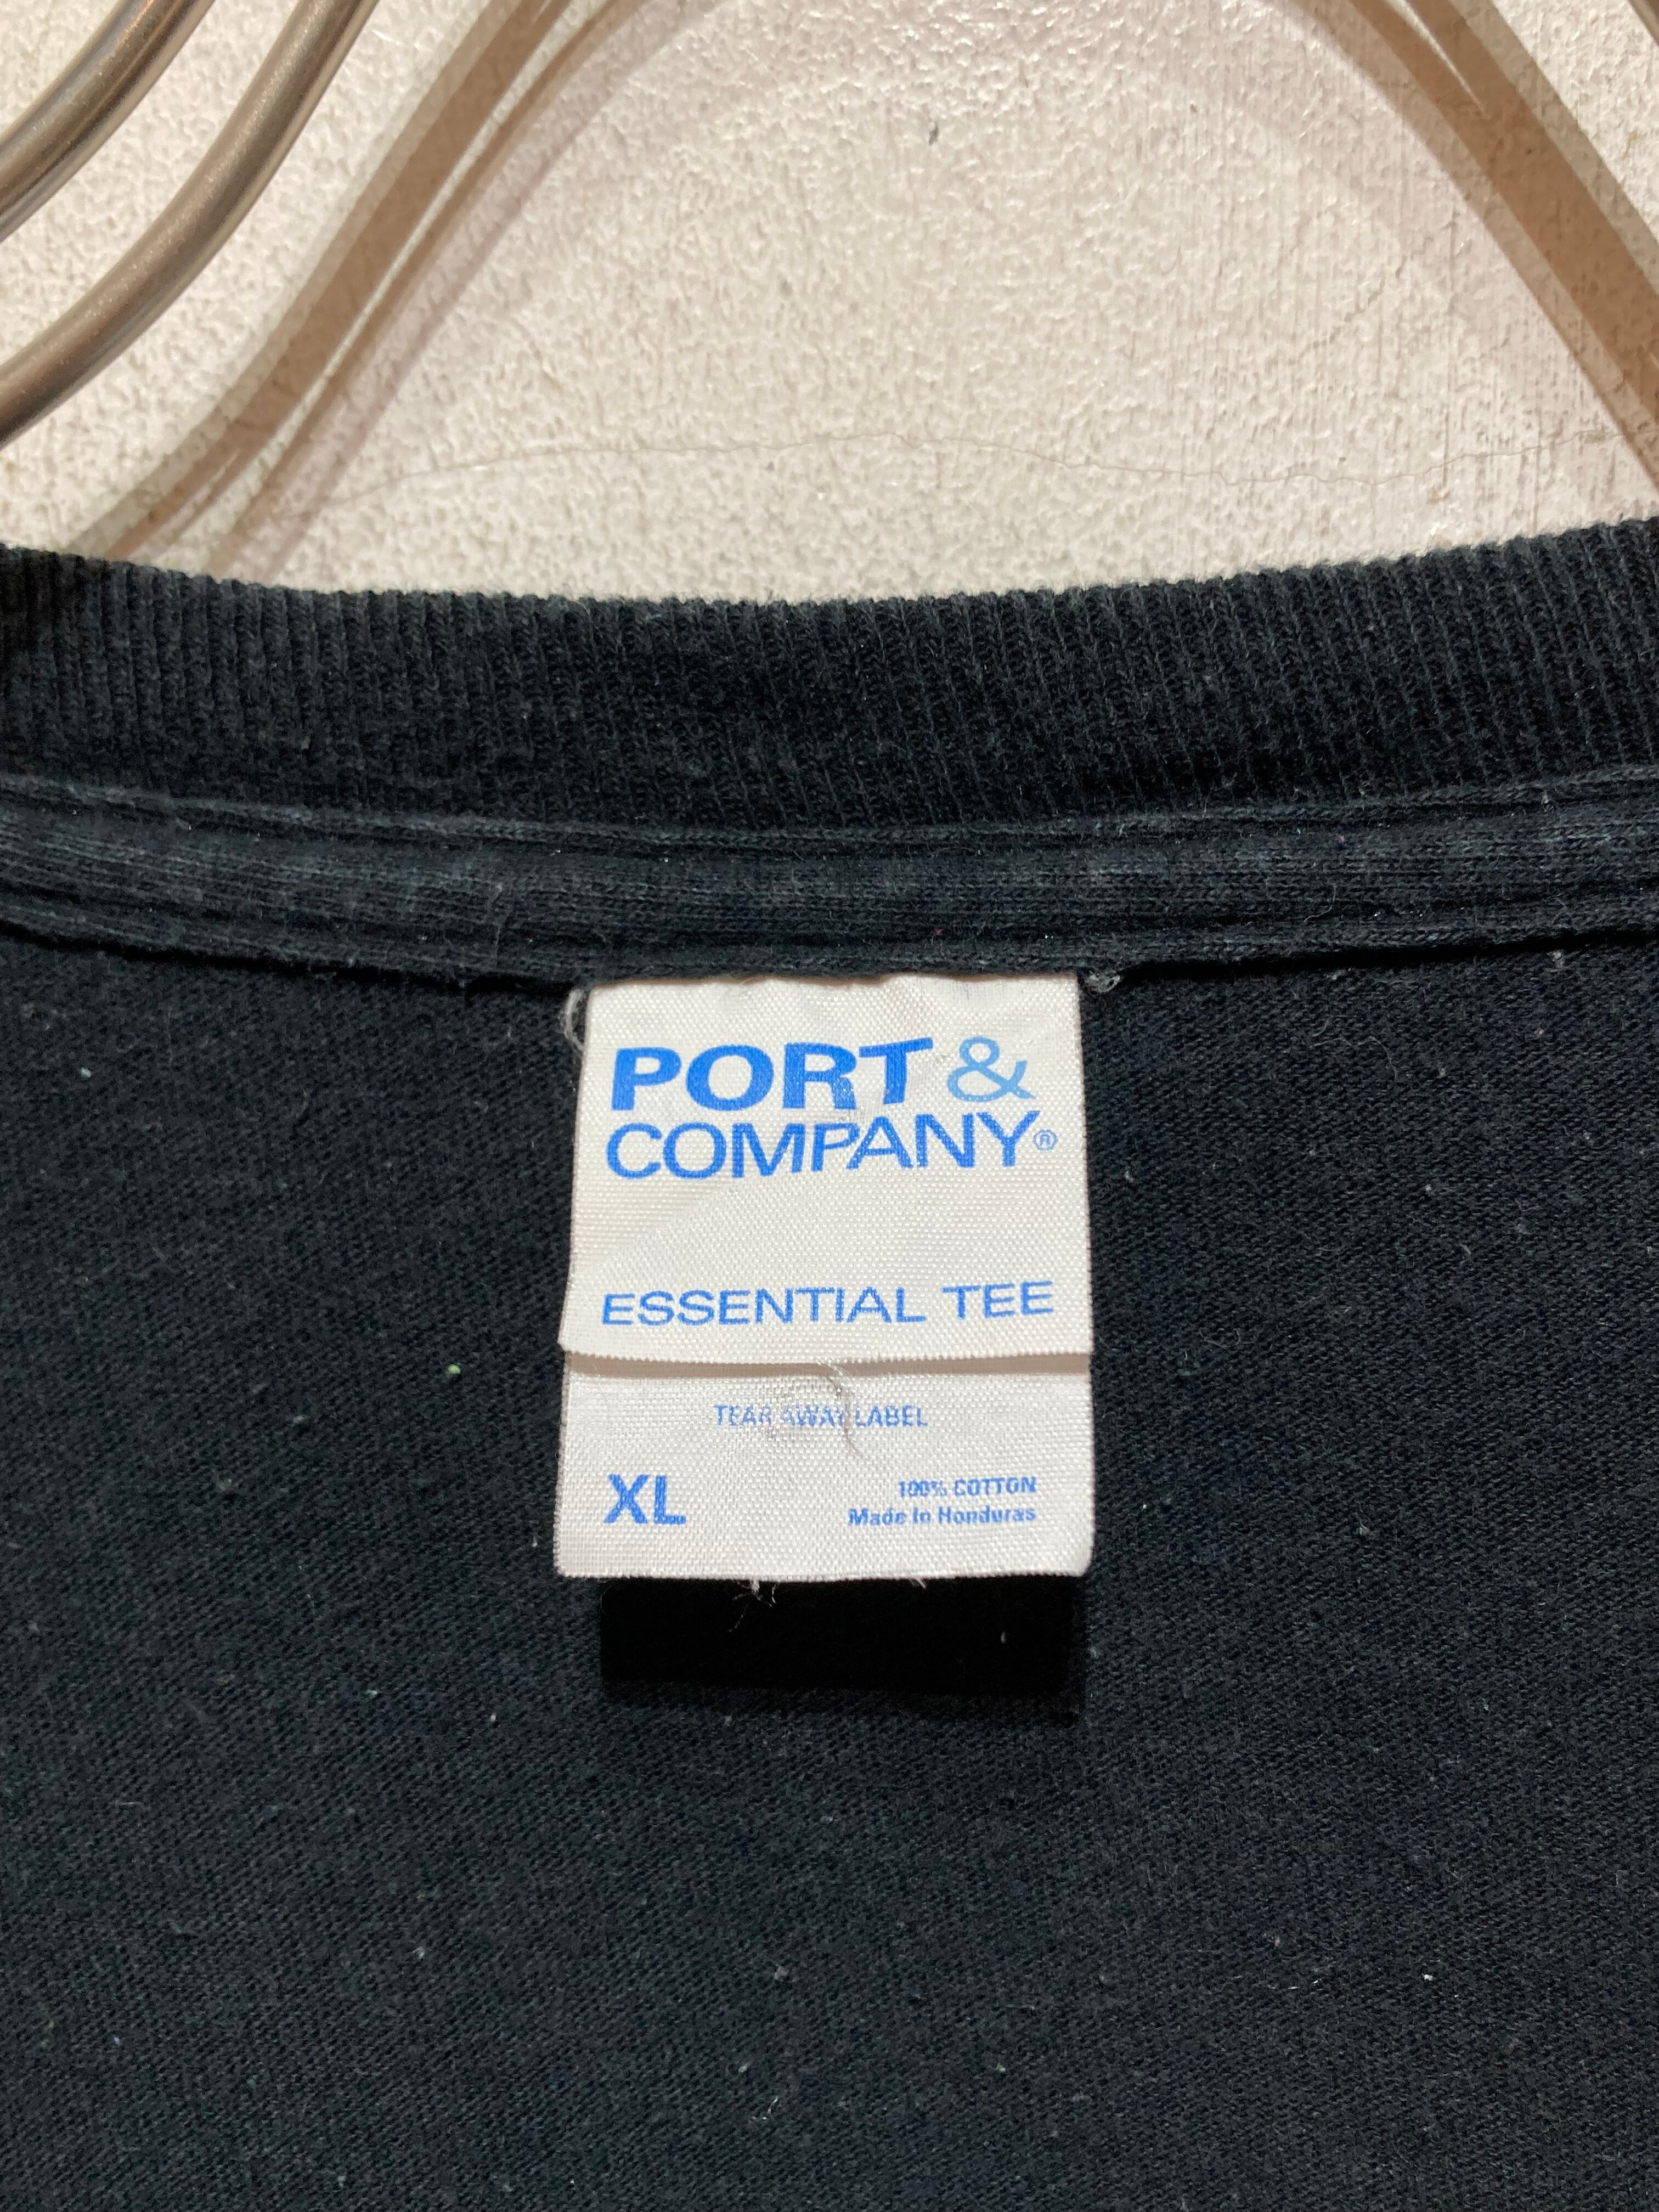 PORT &
COMPANY®
ESSENTIAL TEE
TEAR AWAY LABEL
XL
100% COTTON
Made In Honduras